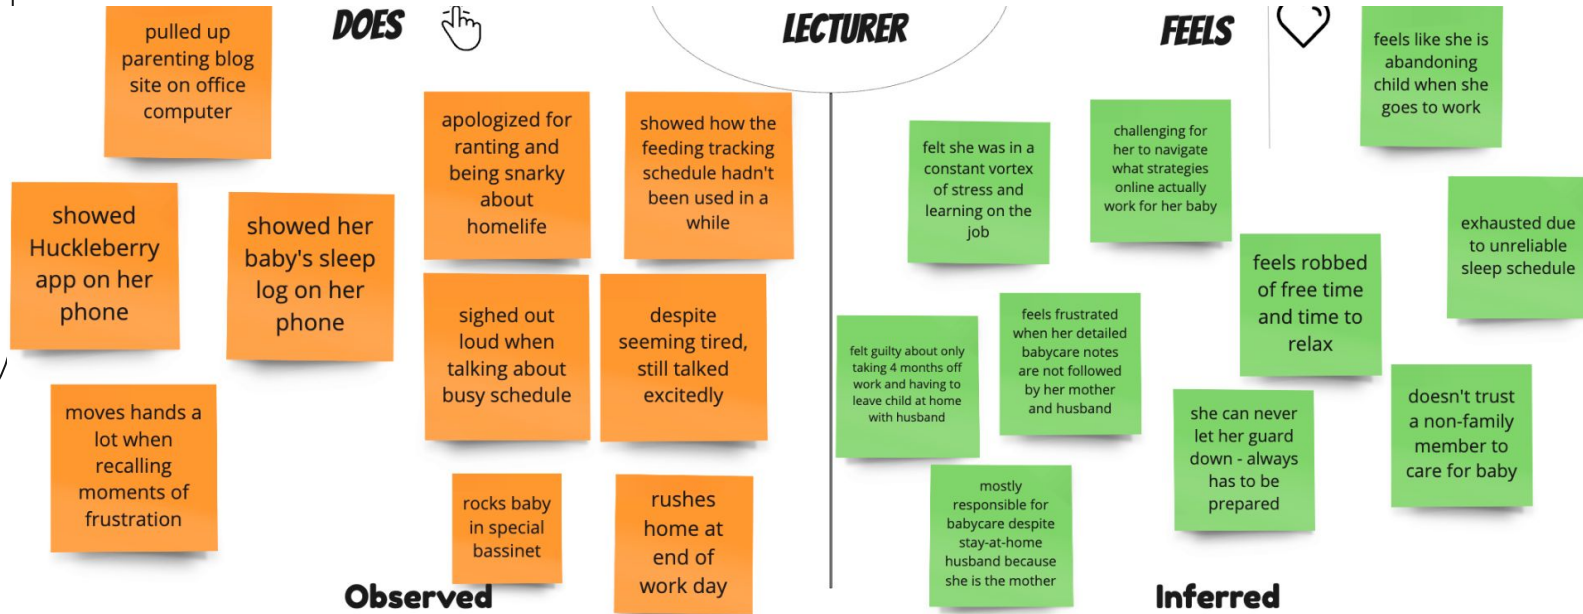 DOES
LECTURER
FEELS
pulled up
parenting blog
site on office
computer
showed
Huckleberry
app on her
phone
showed her
baby's sleep
log on her
phone
moves hands a
lot when
recalling
moments of
frustration
apologized for
ranting and
being snarky
about
homelife
showed how the
feeding tracking
schedule hadn't
been used in a
while
sighed out
loud when
talking about
busy schedule
despite
seeming tired,
still talked
excitedly
rocks baby
in special
bassinet
rushes
home at
end of
work day
Observed
feels like she is
abandoning
child when she
goes to work
felt she was in a
constant vortex
of stress and
learning on the
job
challenging for
her to navigate
what strategies
online actually
work for her baby
exhausted due
to unreliable
sleep schedule
feels robbed
of free time
and time to
relax
felt guilty about only
taking 4 months off
work and having to
leave child at home
with husband
feels frustrated
when her detailed
babycare notes
are not followed
by her mother
and husband
she can never
let her guard
down - always
has to be
prepared
doesn't trust
a non-family
member to
care for baby
mostly
responsible for
babycare despite
stay-at-home
husband because
she is the mother
Inferred